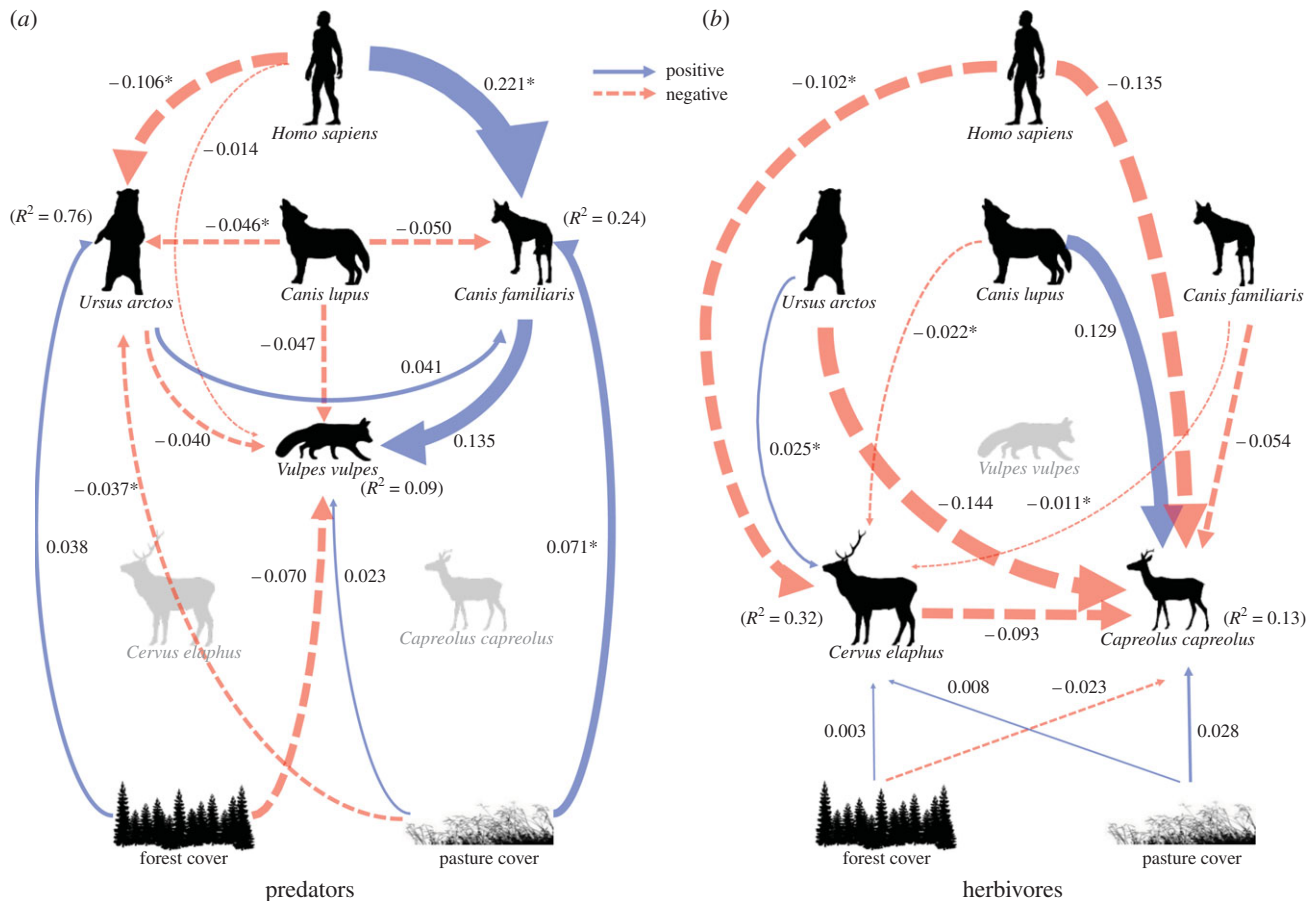 (a)
− 0.106*
0.221*
Homo sapiens
− 0.014
positive
negative
(R² = 0.76)
− 0.046*
− 0.050
(R² = 0.24)
Ursus arctos
Canis lupus
Canis familiaris
− 0.047
0.041
− 0.040
0.135
Vulpes vulpes
(R² = 0.09)
− 0.037*
0.038
− 0.070
0.023
0.071*
Cervus elaphus
Capreolus capreolus
forest cover
pasture cover
predators
(b)
− 0.102*
− 0.135
Homo sapiens
Ursus arctos
Canis lupus
Canis familiaris
− 0.022*
0.129
0.025*
− 0.054
Vulpes vulpes
− 0.144
− 0.011*
(R² = 0.32)
− 0.093
(R² = 0.13)
Cervus elaphus
Capreolus capreolus
0.008
− 0.023
0.003
0.028
forest cover
pasture cover
herbivores